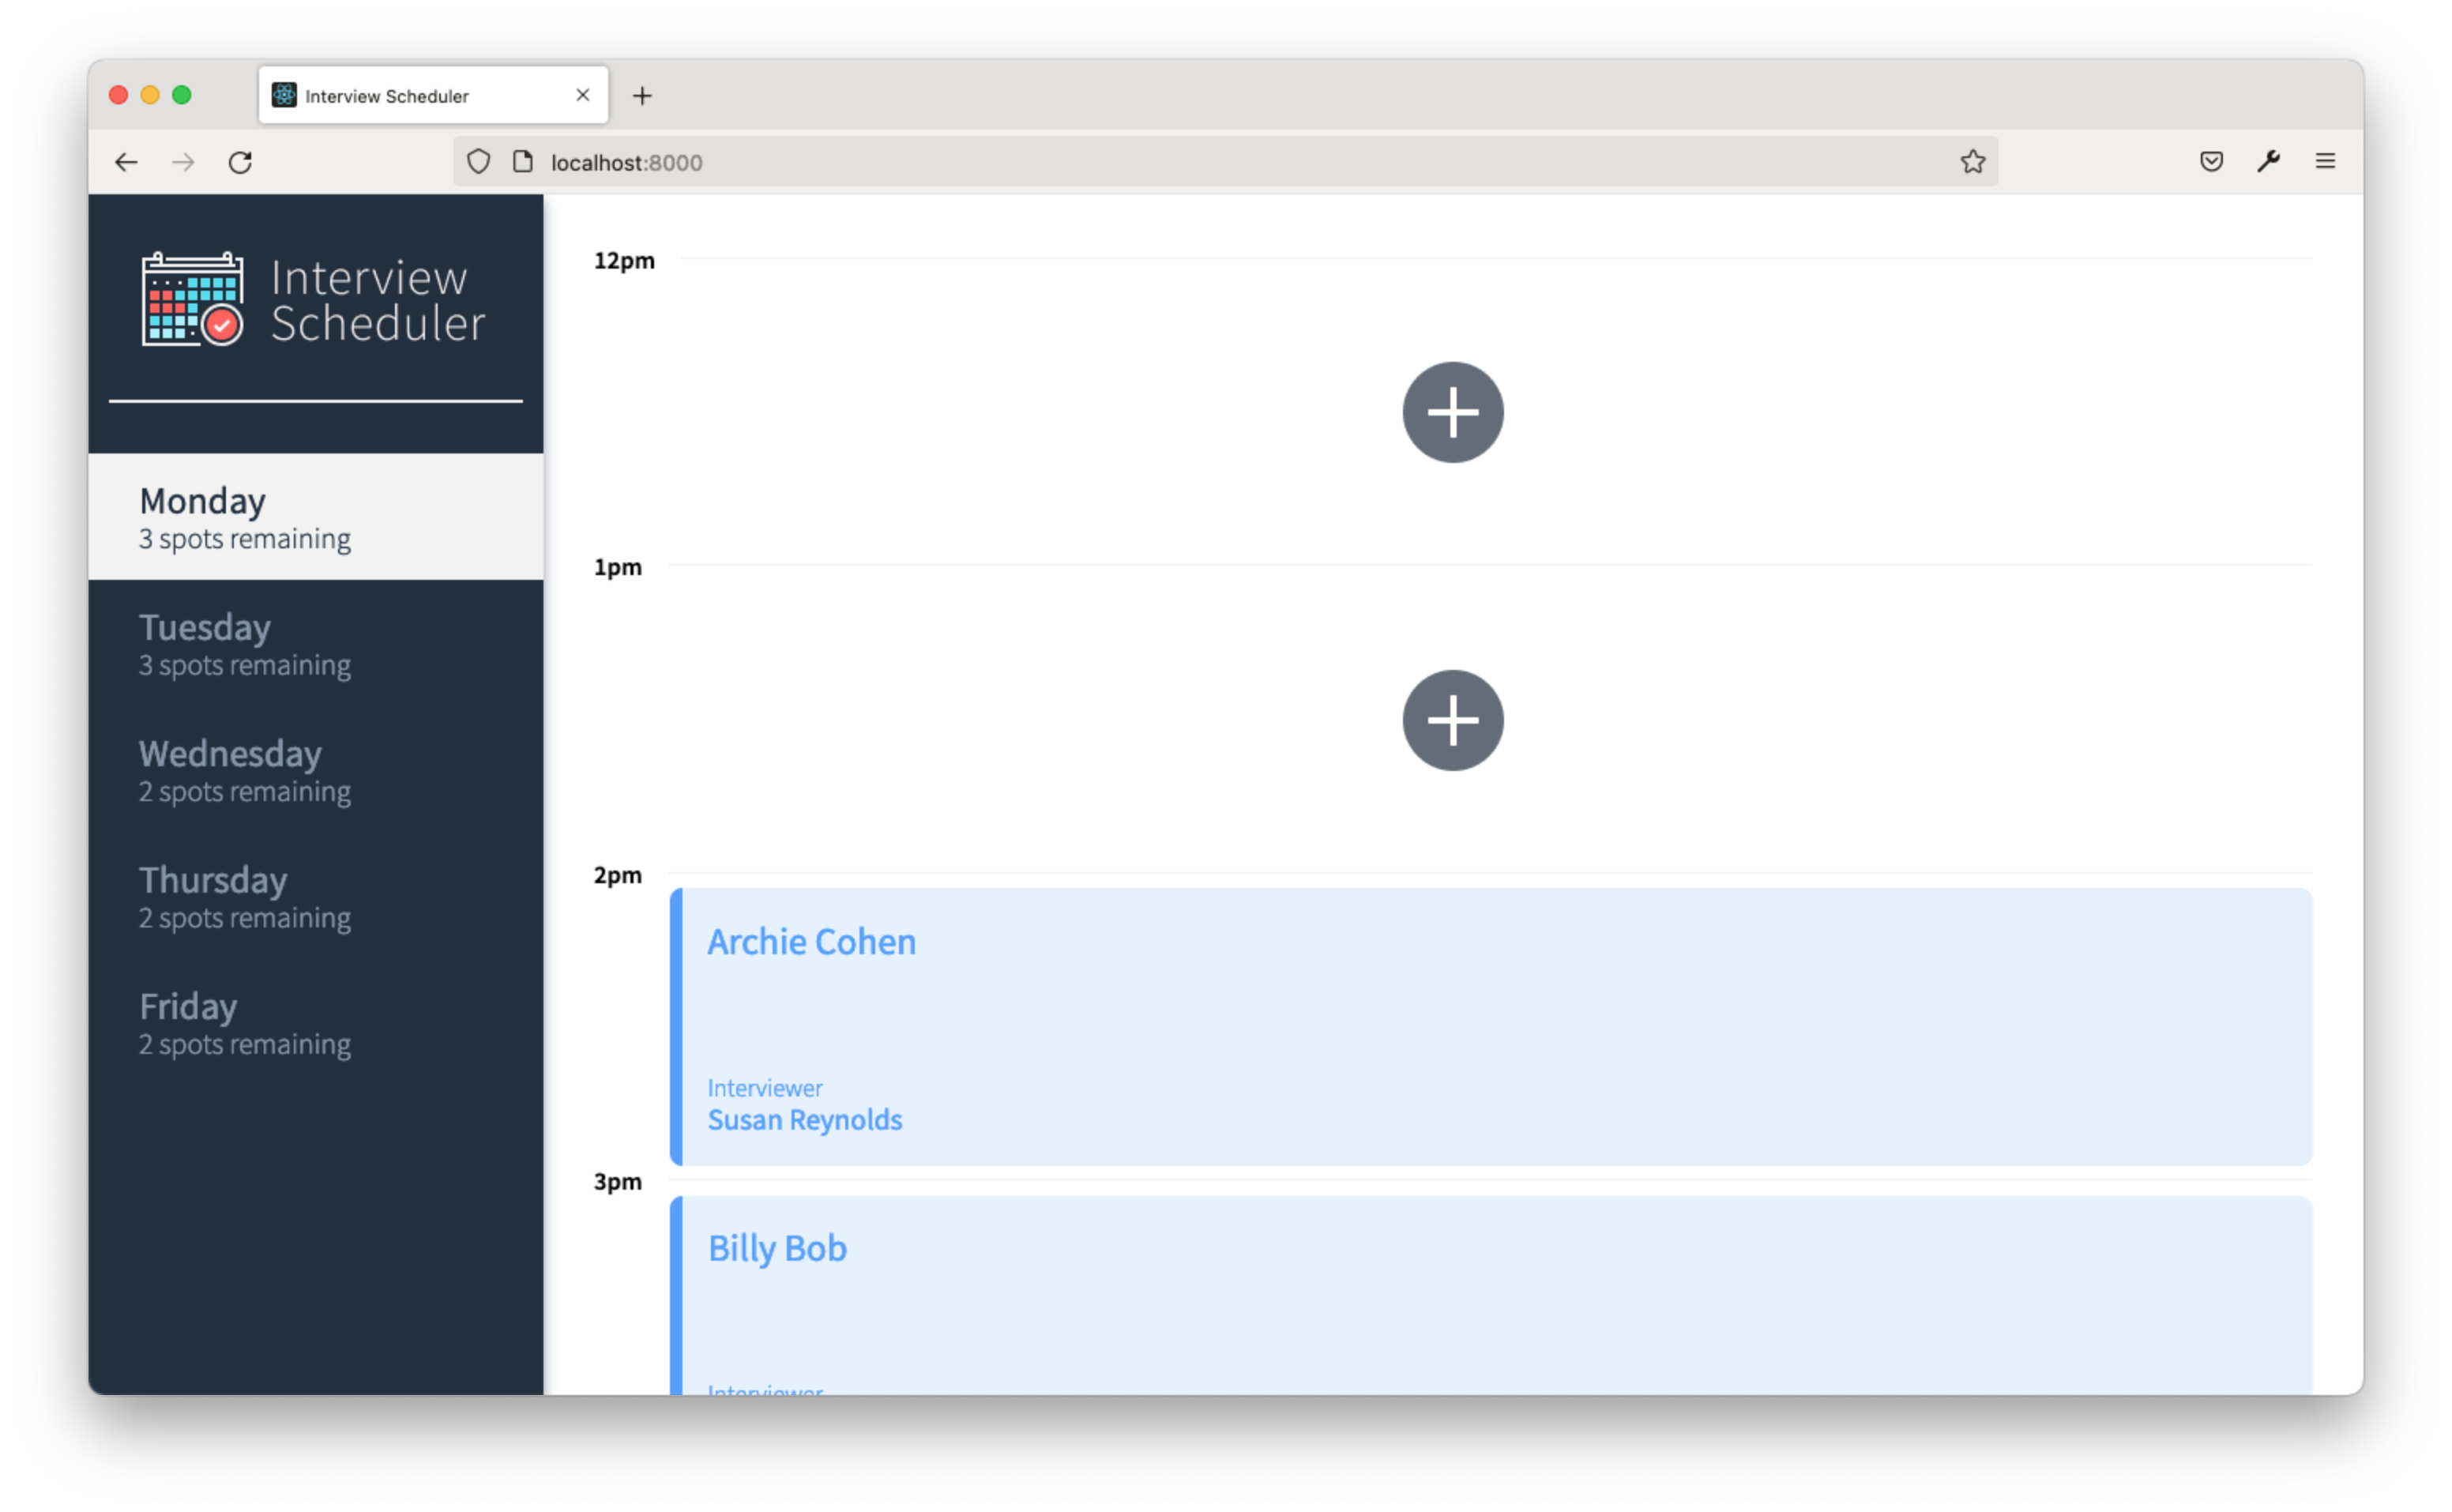 Interview Scheduler
localhost:8000
Interview
Scheduler
Monday
3 spots remaining
Tuesday
3 spots remaining
Wednesday
2 spots remaining
Thursday
2 spots remaining
Friday
2 spots remaining
12pm
1pm
2pm
Archie Cohen
Interviewer
Susan Reynolds
3pm
Billy Bob
Interviewer